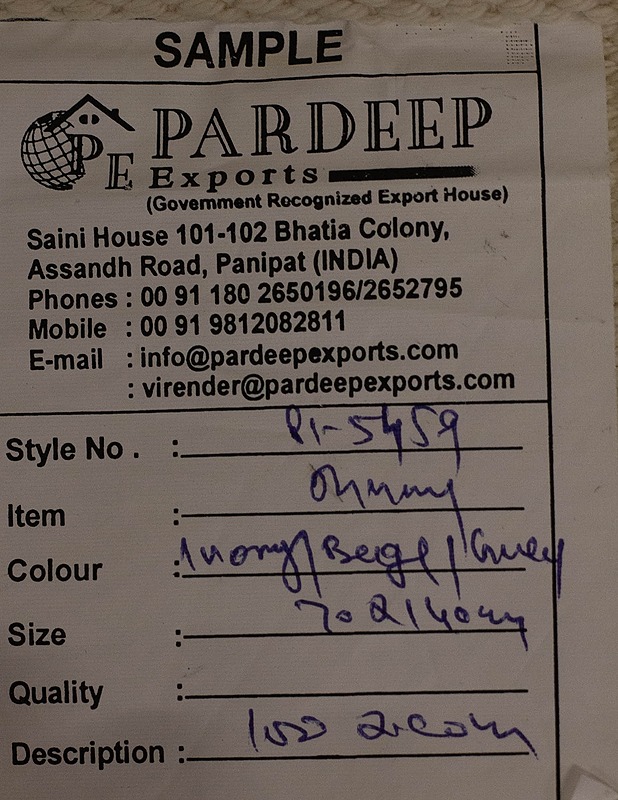 SAMPLE
PE PARDEEP
Exports
(Government Recognized Export House)
Saini House 101-102 Bhatia Colony,
Assandh Road, Panipat (INDIA)
Phones : 00 91 180 2650196/2652795
Mobile : 00 91 9812082811
E-mail : info@pardeepexports.com
: virender@pardeepexports.com
Style No. : PI-5459
Item :
Colour : Ivory/Beige/Grey
Size : 70
Quality :
Description : 100